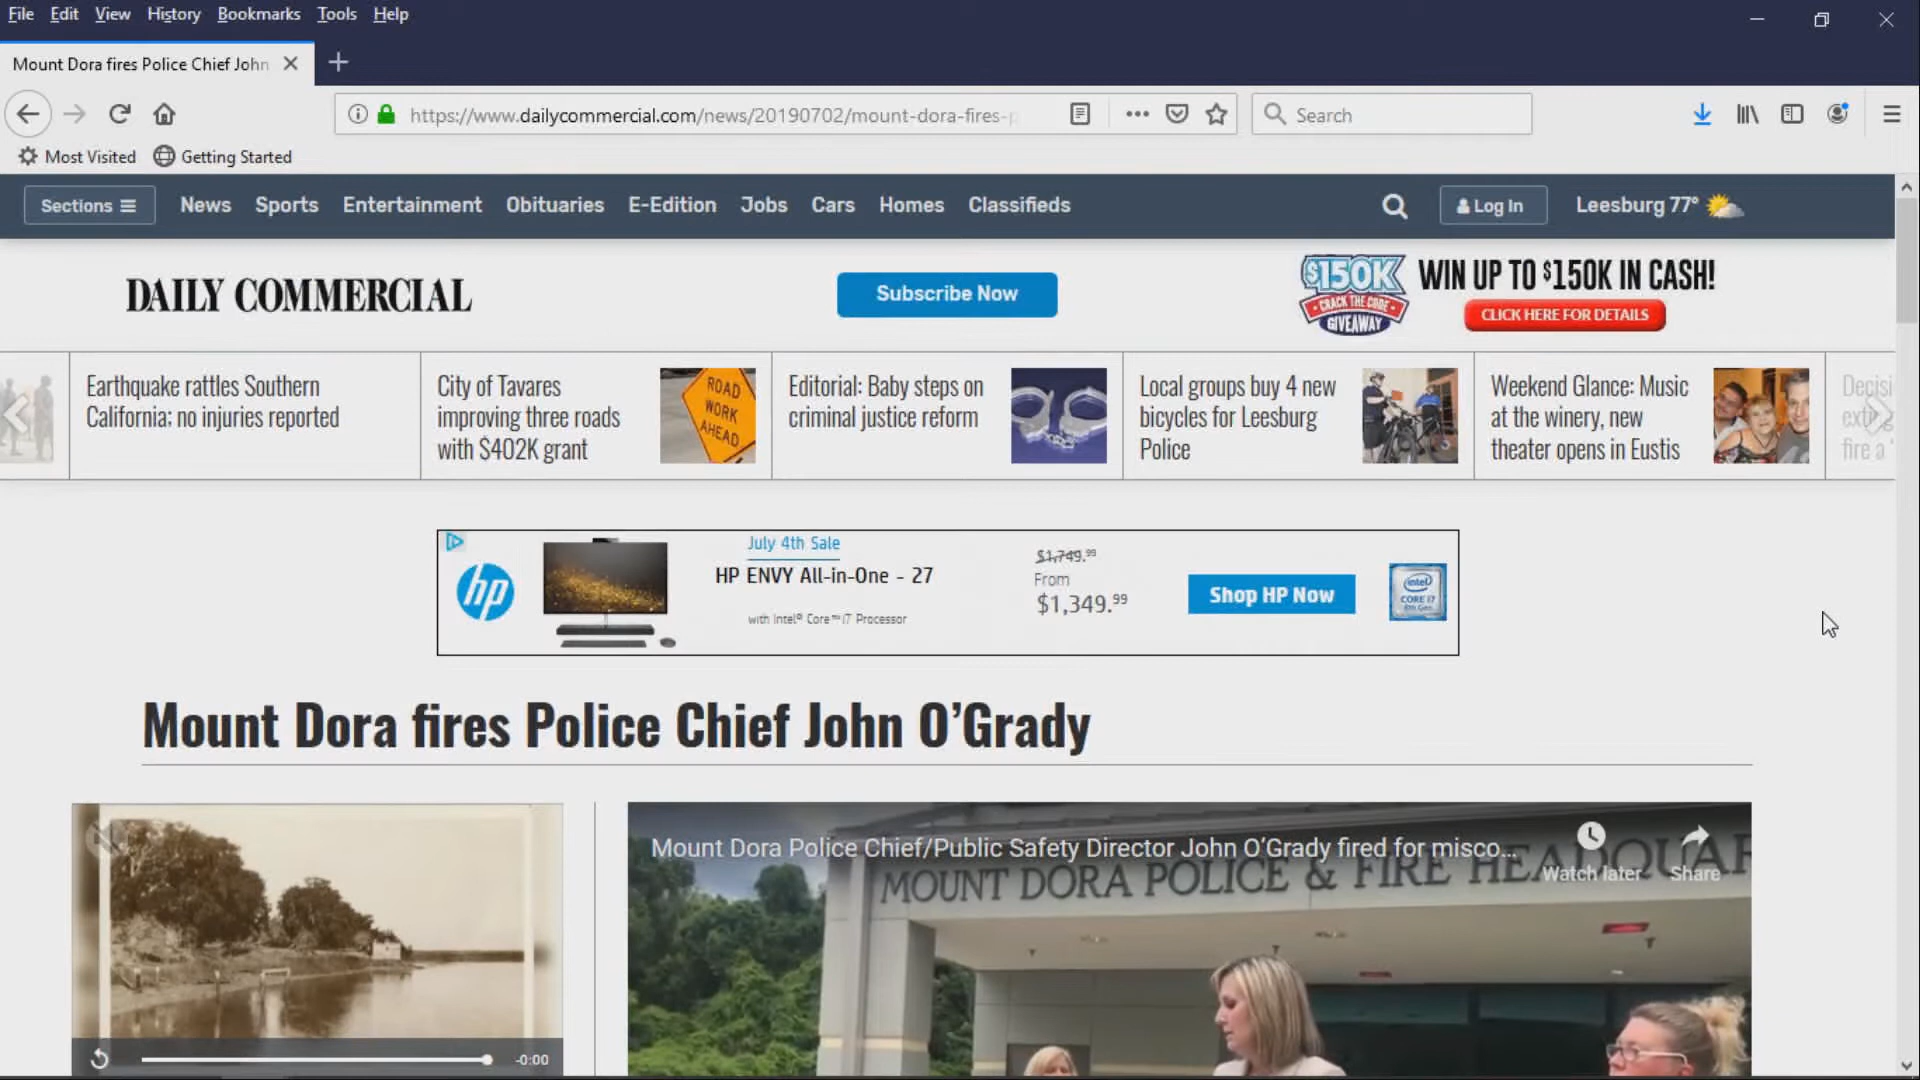 File Edit View History Bookmarks Tools Help
Mount Dora fires Police Chief John
https://www.dailycommercial.com/news/20190702/mount-dora-fires-
Search
Most Visited Getting Started
Sections News Sports Entertainment Obituaries E-Edition Jobs Cars Homes Classifieds Log In Leesburg 77°
DAILY COMMERCIAL
Subscribe Now
$150K
CRACK THE CODE
GIVEAWAY
WIN UP TO $150K IN CASH!
CLICK HERE FOR DETAILS
Earthquake rattles Southern
California; no injuries reported
City of Tavares
improving three roads
with $402K grant
ROAD
WORK
AHEAD
Editorial: Baby steps on
criminal justice reform
Local groups buy 4 new
bicycles for Leesburg
Police
Weekend Glance: Music
at the winery, new
theater opens in Eustis
Decisi
fire a
hp
July 4th Sale
HP ENVY All-in-One - 27
with Intel® Core™ i7 Processor
$1,749.99
From
$1,349.99
Shop HP Now
intel
CORE i7
8th Gen
Mount Dora fires Police Chief John O'Grady
-0:00
Mount Dora Police Chief/Public Safety Director John O'Grady fired for misco...
Watch later
Share
MOUNT DORA POLICE & FIRE HEADQUAR